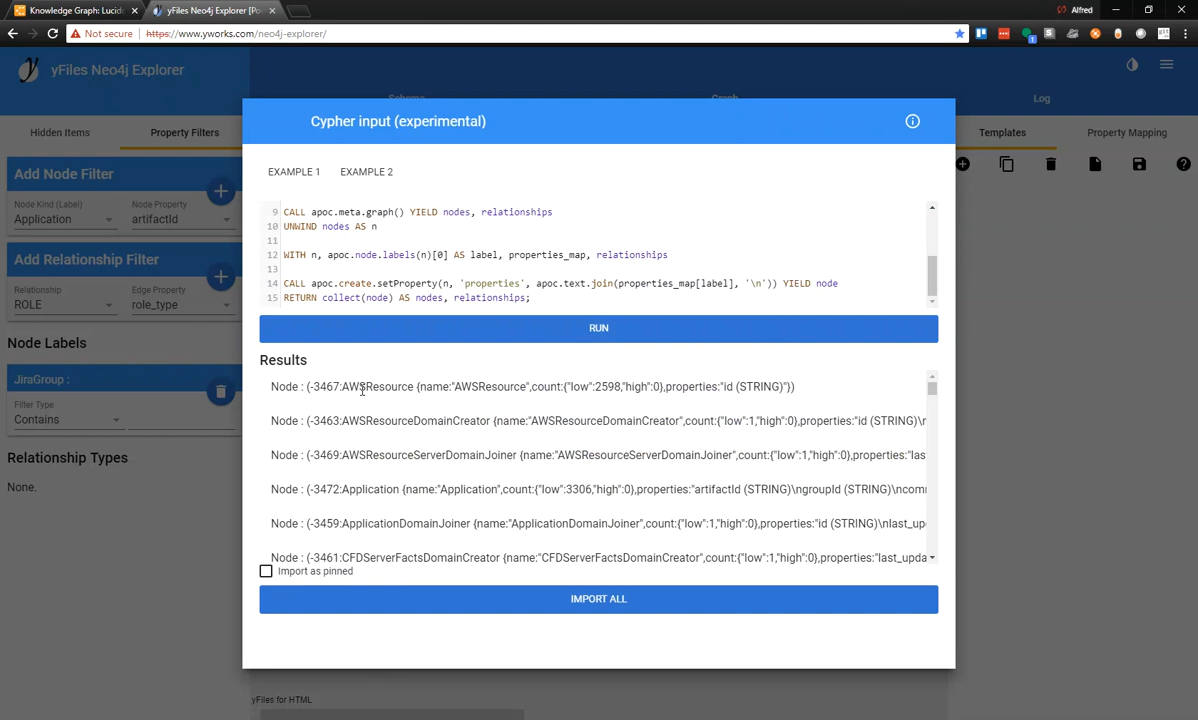 Knowledge Graph: Lucid
yFiles Neo4j Explorer [Po
Alfred
Not secure
https://www.yworks.com/neo4j-explorer/
yFiles Neo4j Explorer
Schema
Graph
Log
Hidden Items
Property Filters
Templates
Property Mapping
Add Node Filter
Node Kind (Label)
Node Property
Application
artifactId
Add Relationship Filter
Relationship
Edge Property
ROLE
role_type
Node Labels
JiraGroup :
Filter Type
Contains
Relationship Types
None.
Cypher input (experimental)
EXAMPLE 1
EXAMPLE 2
9 CALL apoc.meta.graph() YIELD nodes, relationships
10 UNWIND nodes AS n
11
12 WITH n, apoc.node.labels(n)[0] AS label, properties_map, relationships
13
14 CALL apoc.create.setProperty(n, 'properties', apoc.text.join(properties_map[label], '\n')) YIELD node
15 RETURN collect(node) AS nodes, relationships;
RUN
Results
Node : (-3467:AWSResource {name:"AWSResource",count:{"low":2598,"high":0},properties:"id (STRING)"})
Node : (-3463:AWSResourceDomainCreator {name:"AWSResourceDomainCreator",count:{"low":1,"high":0},properties:"id (STRING)\n
Node : (-3469:AWSResourceServerDomainJoiner {name:"AWSResourceServerDomainJoiner",count:{"low":1,"high":0},properties:"las
Node : (-3472:Application {name:"Application",count:{"low":3306,"high":0},properties:"artifactId (STRING)\ngroupId (STRING)\ncom
Node : (-3459:ApplicationDomainJoiner {name:"ApplicationDomainJoiner",count:{"low":1,"high":0},properties:"id (STRING)\nlast_up
Node : (-3461:CFDServerFactsDomainCreator {name:"CFDServerFactsDomainCreator",count:{"low":1,"high":0},properties:"last_upda
Import as pinned
IMPORT ALL
yFiles for HTML